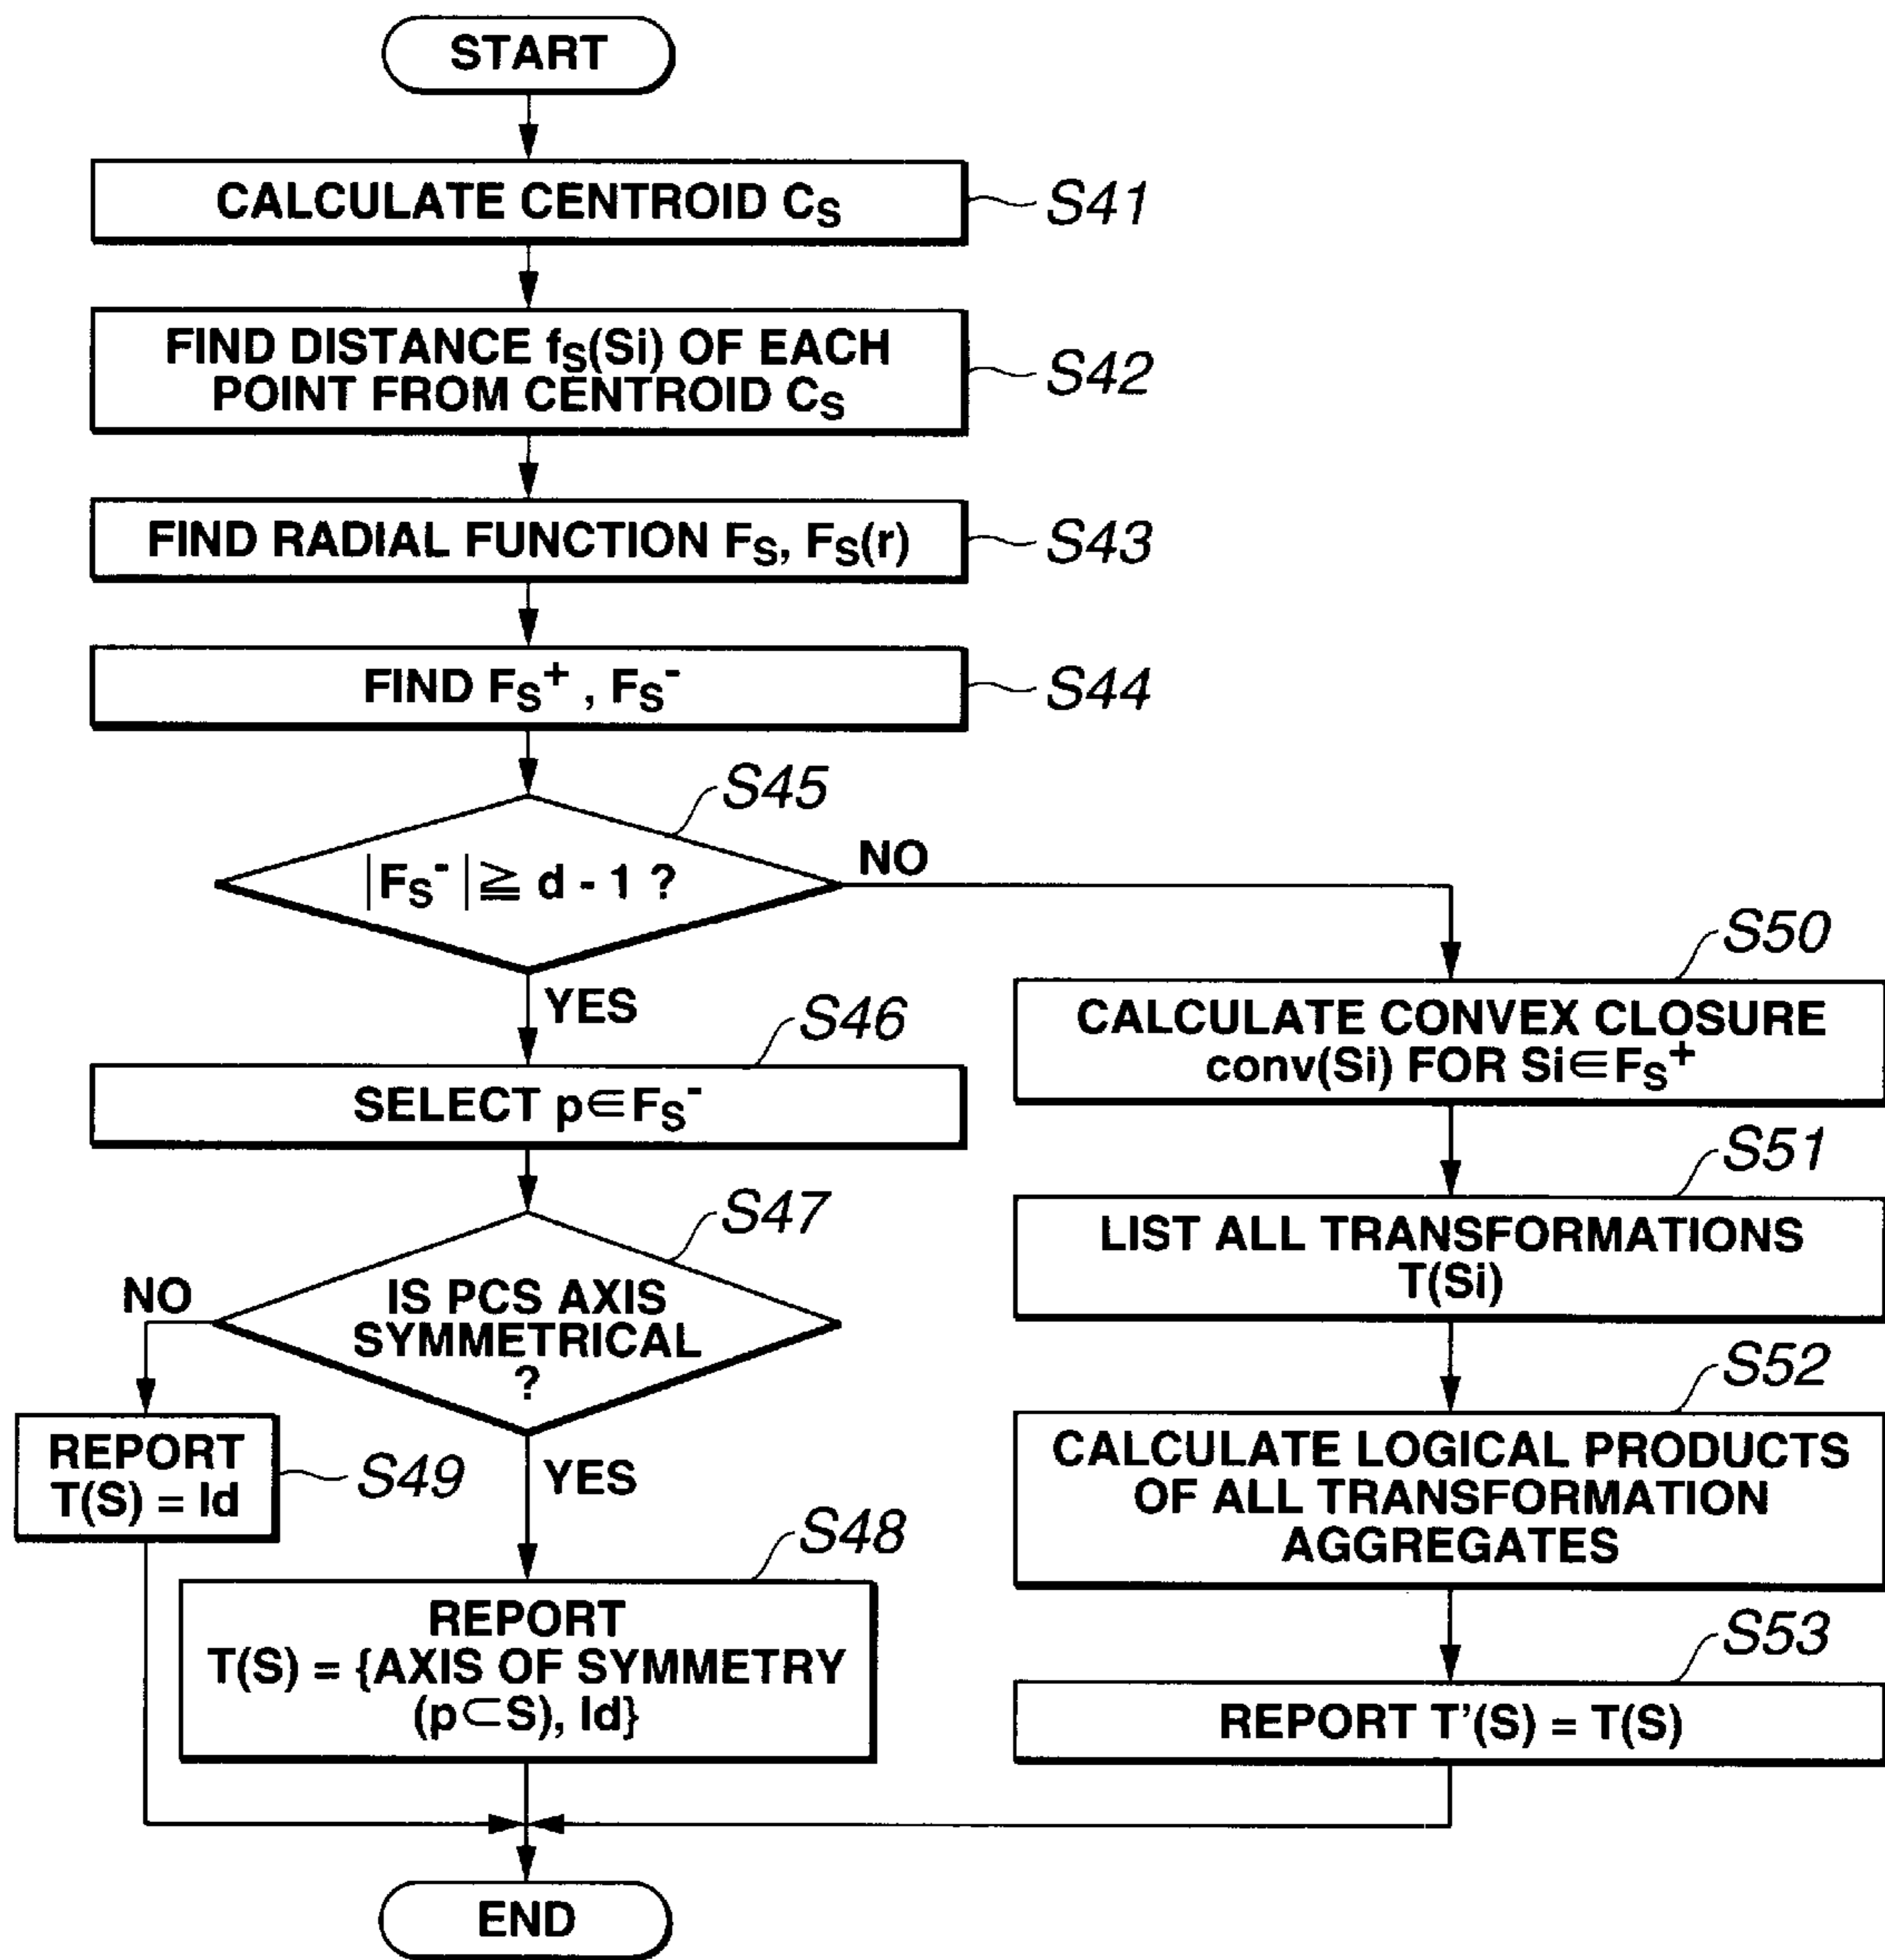 START
CALCULATE CENTROID CS
S41
FIND DISTANCE fS(Si) OF EACH
POINT FROM CENTROID CS
S42
FIND RADIAL FUNCTION FS, FS(r)
S43
FIND FS+ , FS-
S44
S45
|FS-| ≧ d - 1 ?
NO
YES
S46
SELECT p∈FS-
S47
IS PCS AXIS
SYMMETRICAL
?
NO
REPORT
T(S) = Id
S49
YES
S48
REPORT
T(S) = {AXIS OF SYMMETRY
(p⊂S), Id}
S50
CALCULATE CONVEX CLOSURE
conv(Si) FOR Si∈FS+
S51
LIST ALL TRANSFORMATIONS
T(Si)
S52
CALCULATE LOGICAL PRODUCTS
OF ALL TRANSFORMATION
AGGREGATES
S53
REPORT T'(S) = T(S)
END